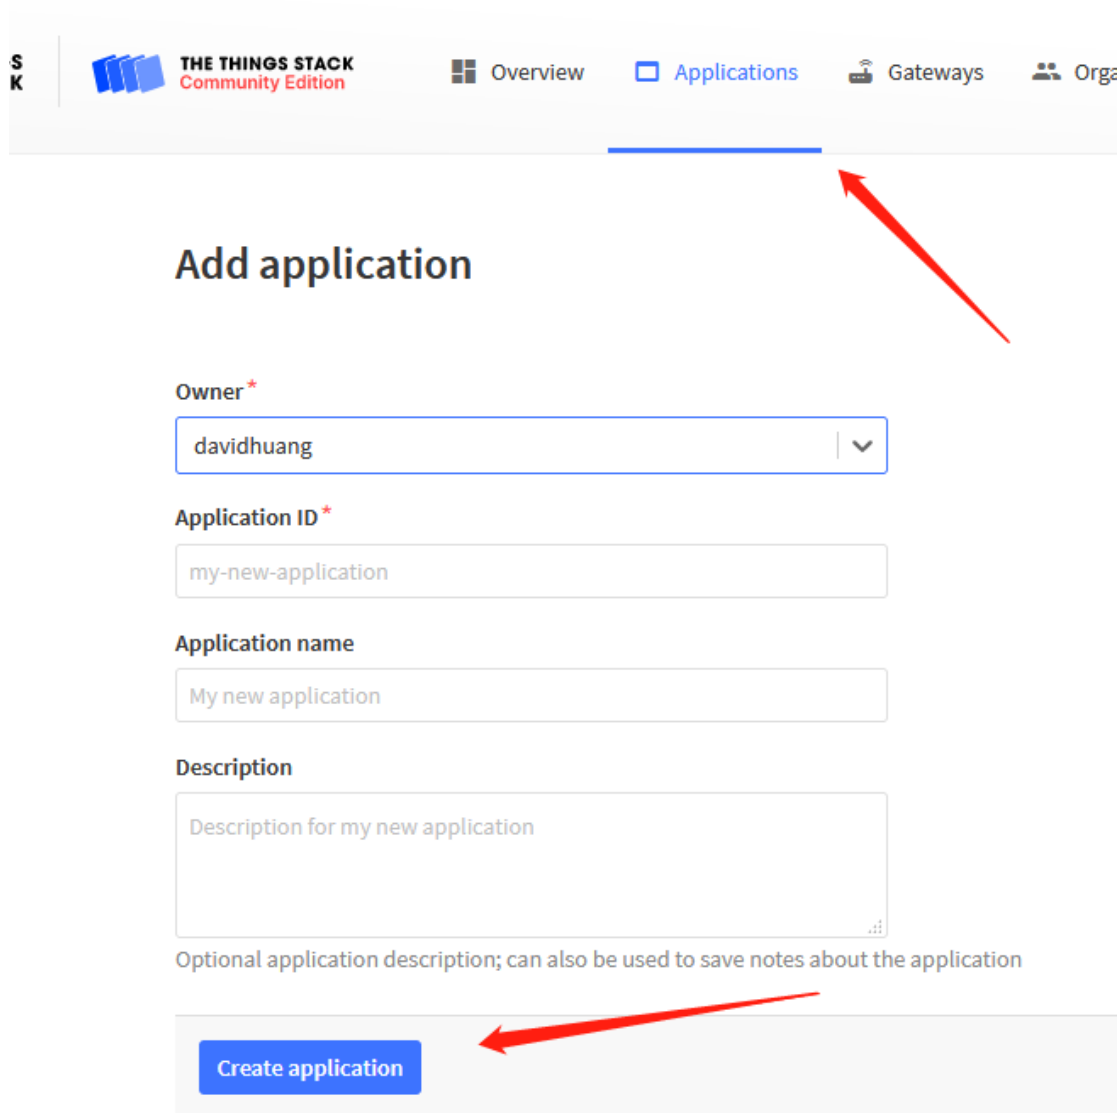 S
K
THE THINGS STACK
Community Edition
Overview
Applications
Gateways
Orga
Add application
Owner*
davidhuang
Application ID*
my-new-application
Application name
My new application
Description
Description for my new application
Optional application description; can also be used to save notes about the application
Create application